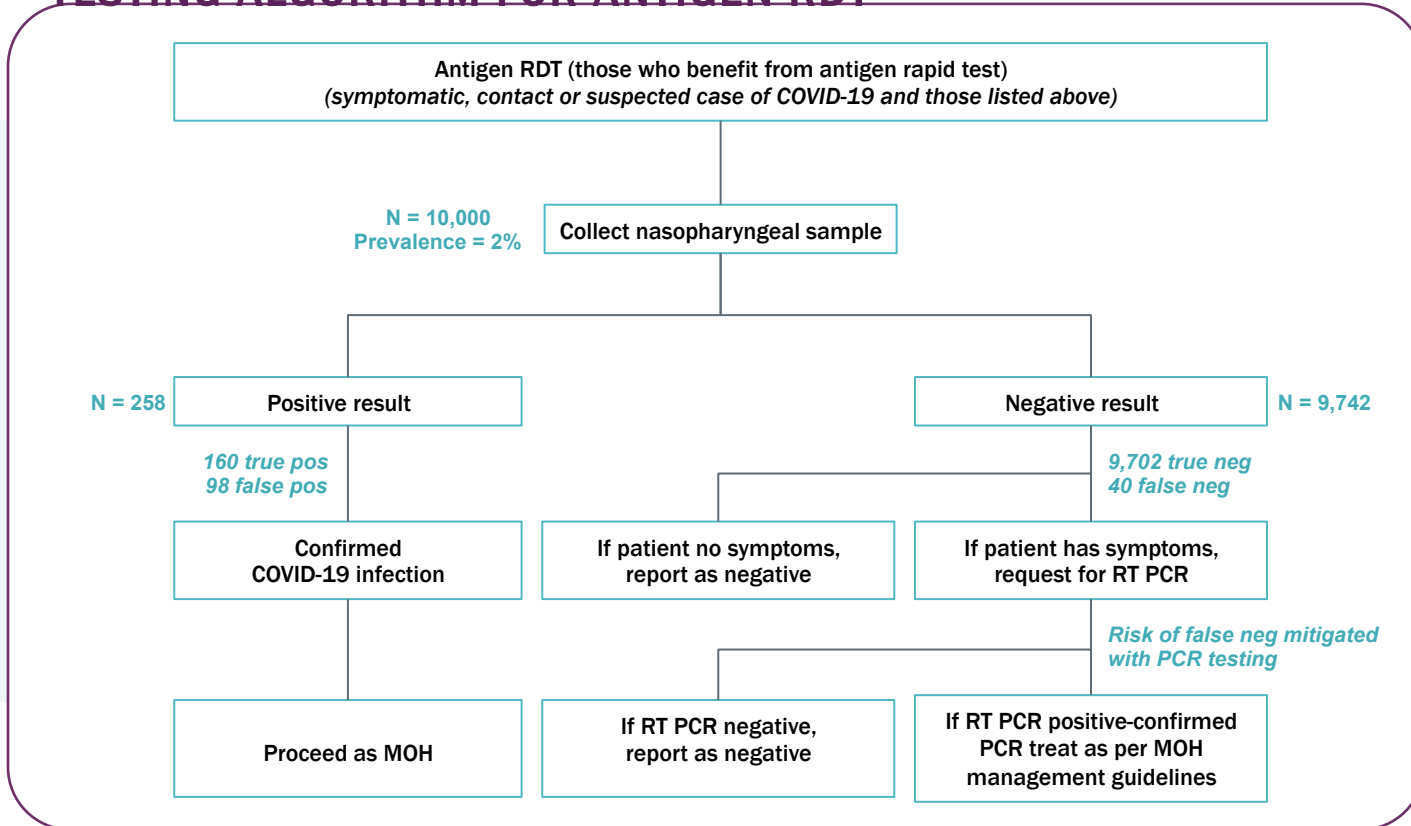 TESTING ALGORITHM FOR ANTIGEN RDT
Antigen RDT (those who benefit from antigen rapid test)
(symptomatic, contact or suspected case of COVID-19 and those listed above)
N = 10,000
Prevalence = 2%
Collect nasopharyngeal sample
N = 258
Positive result
Negative result
N = 9,742
160 true pos
98 false pos
9,702 true neg
40 false neg
Confirmed
COVID-19 infection
If patient no symptoms,
report as negative
If patient has symptoms,
request for RT PCR
Risk of false neg mitigated
with PCR testing
Proceed as MOH
If RT PCR negative,
report as negative
If RT PCR positive-confirmed
PCR treat as per MOH
management guidelines